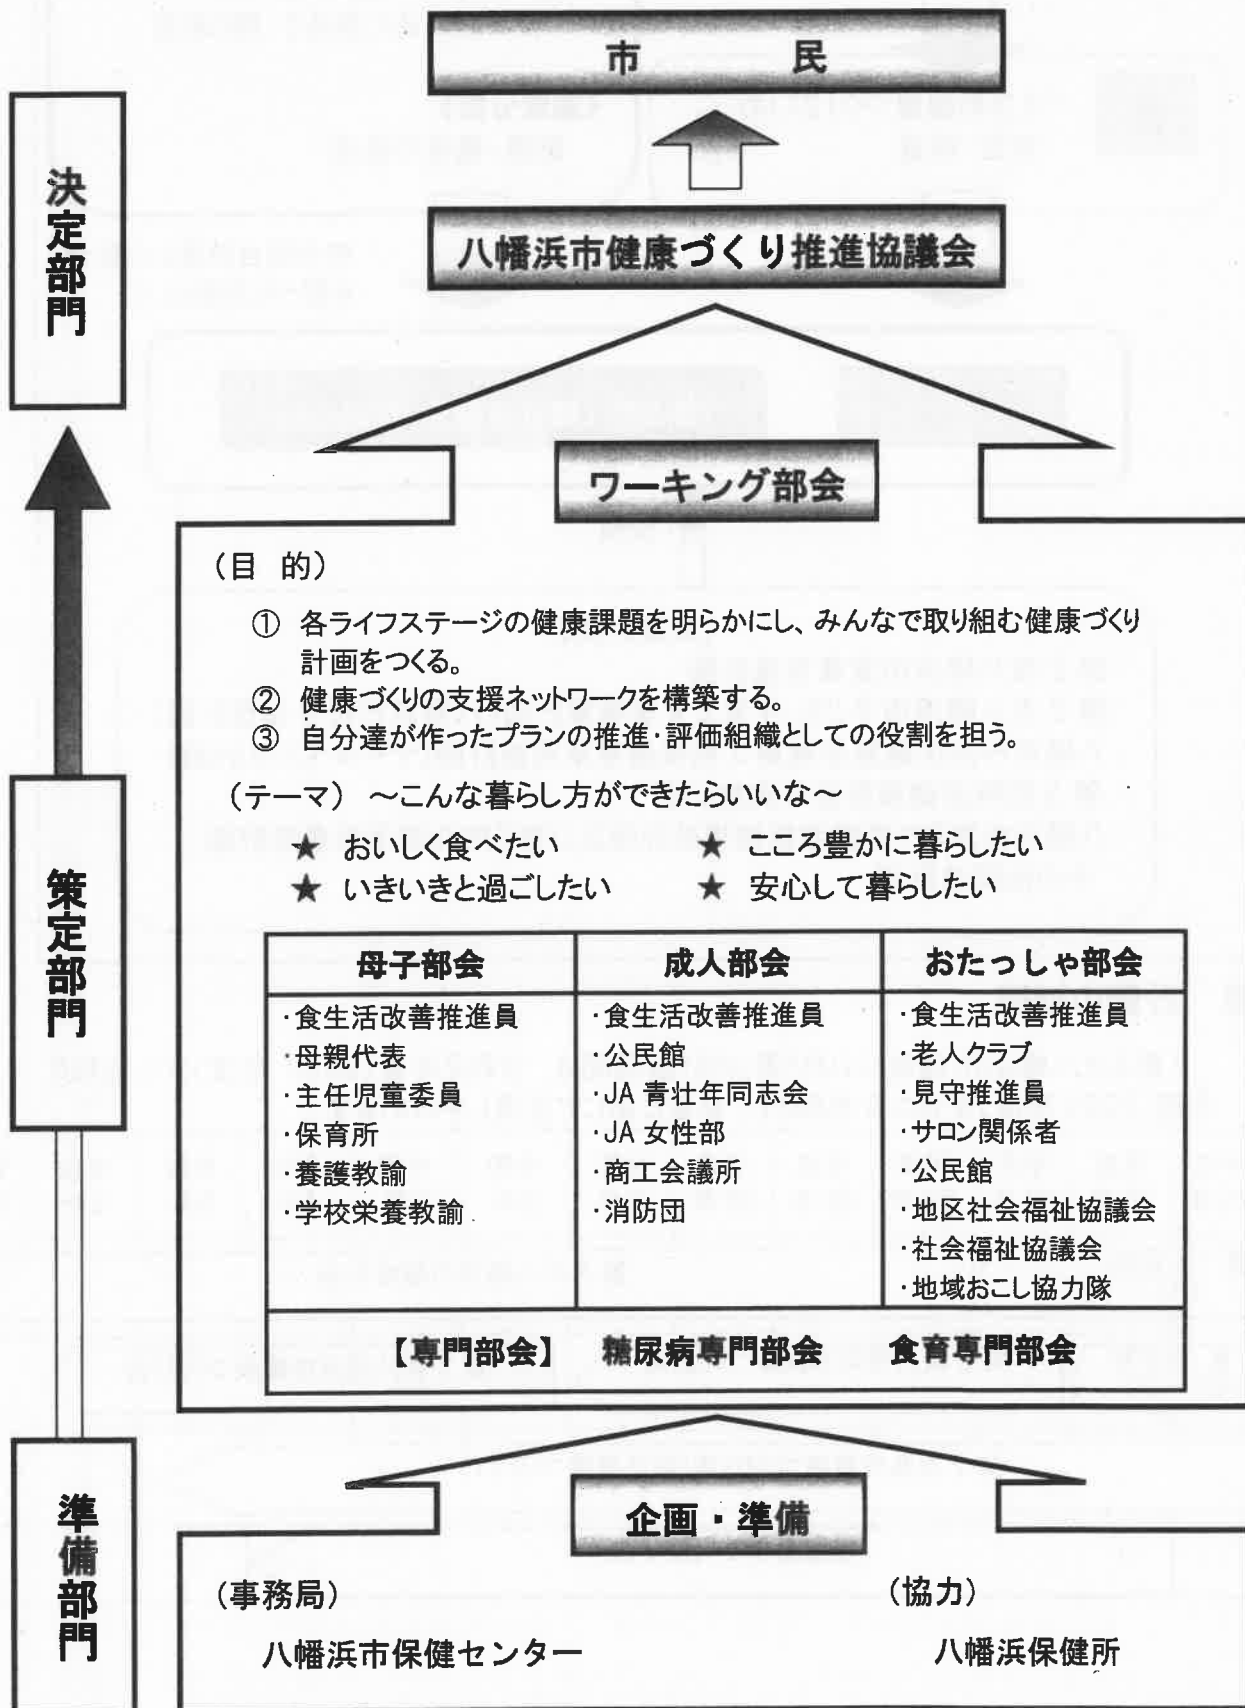 市 民
決定部門
八幡浜市健康づくり推進協議会
ワーキング部会
策定部門
（目 的）
① 各ライフステージの健康課題を明らかにし、みんなで取り組む健康づくり
計画をつくる。
② 健康づくりの支援ネットワークを構築する。
③ 自分達が作ったプランの推進・評価組織としての役割を担う。
（テーマ） ～こんな暮らし方ができたらいいな～
★ おいしく食べたい ★ こころ豊かに暮らしたい
★ いきいきと過ごしたい ★ 安心して暮らしたい
母子部会
・食生活改善推進員
・母親代表
・主任児童委員
・保育所
・養護教諭
・学校栄養教諭
成人部会
・食生活改善推進員
・公民館
・JA 青壮年同志会
・JA 女性部
・商工会議所
・消防団
おたっしゃ部会
・食生活改善推進員
・老人クラブ
・見守推進員
・サロン関係者
・公民館
・地区社会福祉協議会
・社会福祉協議会
・地域おこし協力隊
【専門部会】 糖尿病専門部会 食育専門部会
準備部門
企画・準備
（事務局） （協力）
八幡浜市保健センター 八幡浜保健所